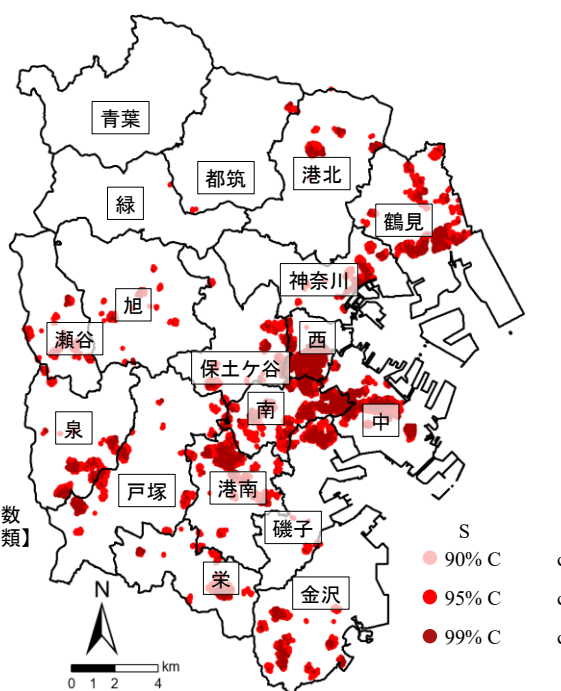 青葉
都筑
港北
緑
鶴見
神奈川
旭
瀬谷
西
保土ケ谷
南
中
泉
港南
戸塚
数
類】
磯子
栄
金沢
N
km
0 1 2 4
S
90% C c
95% C c
99% C c